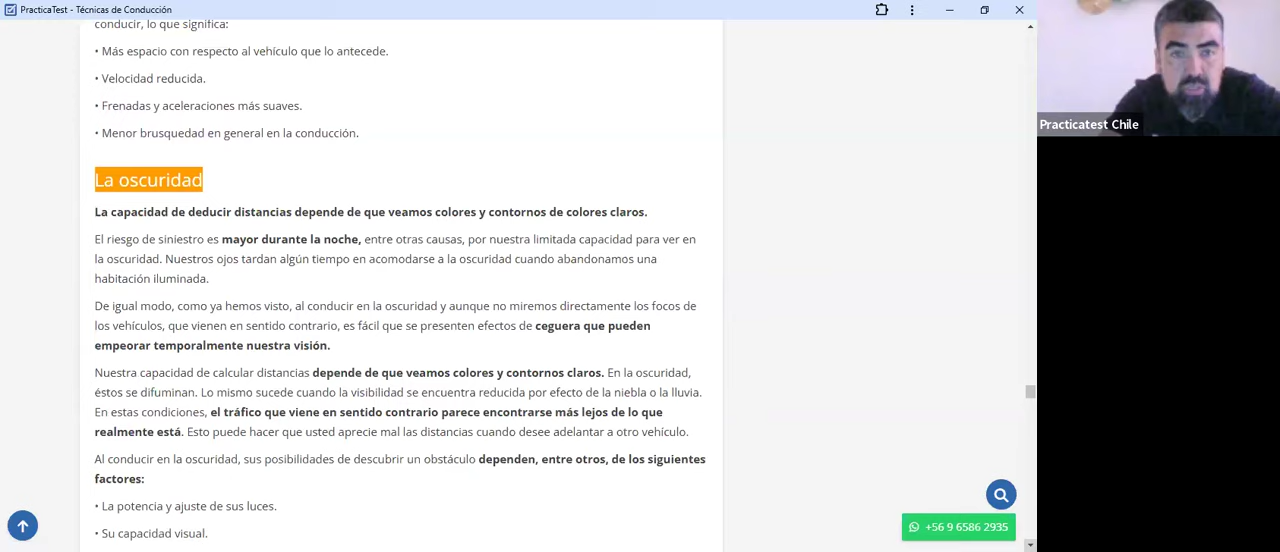 PracticaTest - Técnicas de Conducción
conducir, lo que significa:
• Más espacio con respecto al vehículo que lo antecede.
• Velocidad reducida.
• Frenadas y aceleraciones más suaves.
• Menor brusquedad en general en la conducción.
La oscuridad
La capacidad de deducir distancias depende de que veamos colores y contornos de colores claros.
El riesgo de siniestro es mayor durante la noche, entre otras causas, por nuestra limitada capacidad para ver en
la oscuridad. Nuestros ojos tardan algún tiempo en acomodarse a la oscuridad cuando abandonamos una
habitación iluminada.
De igual modo, como ya hemos visto, al conducir en la oscuridad y aunque no miremos directamente los focos de
los vehículos, que vienen en sentido contrario, es fácil que se presenten efectos de ceguera que pueden
empeorar temporalmente nuestra visión.
Nuestra capacidad de calcular distancias depende de que veamos colores y contornos claros. En la oscuridad,
éstos se difuminan. Lo mismo sucede cuando la visibilidad se encuentra reducida por efecto de la niebla o la lluvia.
En estas condiciones, el tráfico que viene en sentido contrario parece encontrarse más lejos de lo que
realmente está. Esto puede hacer que usted aprecie mal las distancias cuando desee adelantar a otro vehículo.
Al conducir en la oscuridad, sus posibilidades de descubrir un obstáculo dependen, entre otros, de los siguientes
factores:
• La potencia y ajuste de sus luces.
• Su capacidad visual.
+56 9 6586 2935
Practicatest Chile